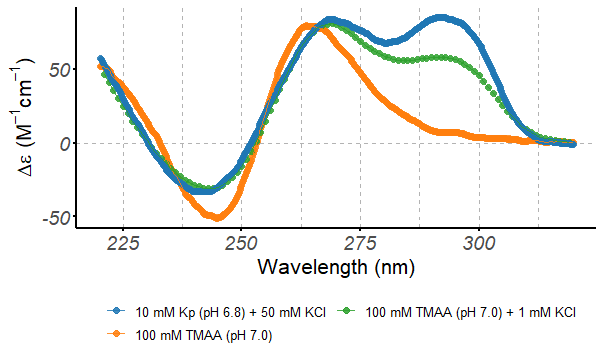 Δε (M⁻¹cm⁻¹)
50
0
-50
225 250 275 300
Wavelength (nm)
10 mM Kp (pH 6.8) + 50 mM KCl 100 mM TMAA (pH 7.0) + 1 mM KCl
100 mM TMAA (pH 7.0)